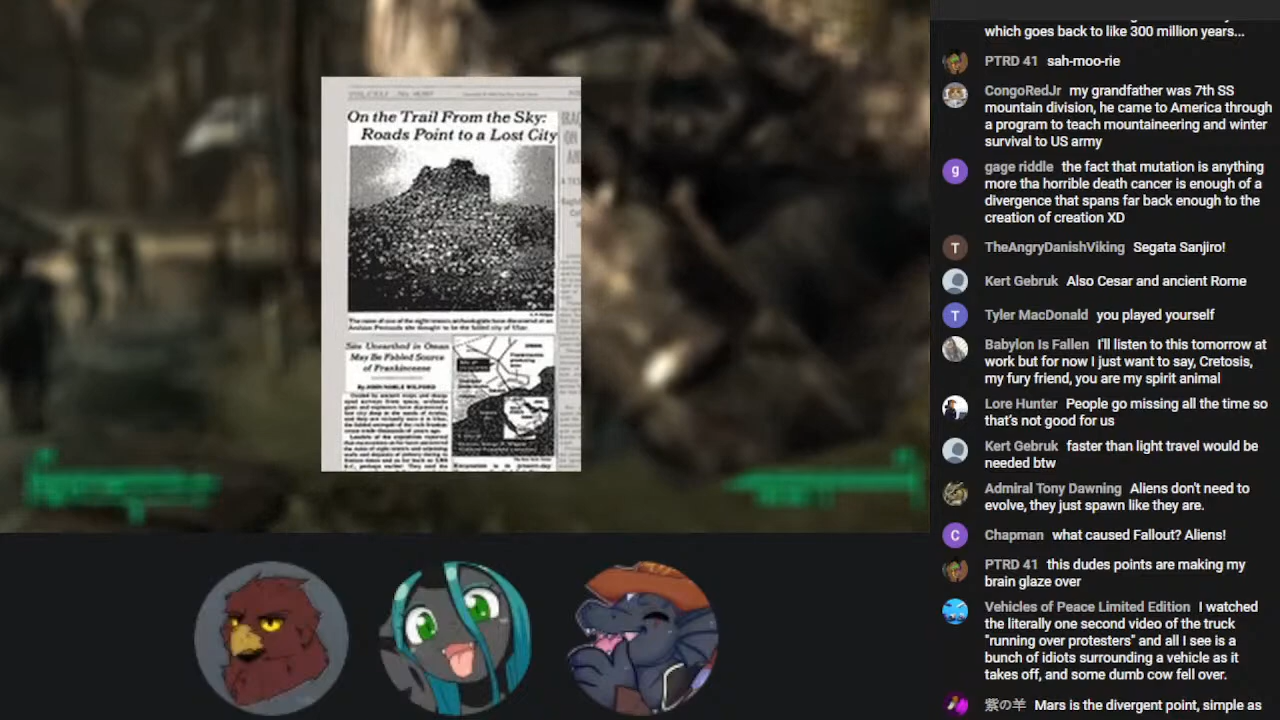 On the Trail From the Sky:
Roads Point to a Lost City
Site Unearthed in Oman
May Be Fabled Source
of Frankincense
By JOHN NOBLE WILFORD
which goes back to like 300 million years...
PTRD 41 sah-moo-rie
CongoRedJr my grandfather was 7th SS
mountain division, he came to America through
a program to teach mountaineering and winter
survival to US army
gage riddle the fact that mutation is anything
more tha horrible death cancer is enough of a
divergence that spans far back enough to the
creation of creation XD
TheAngryDanishViking Segata Sanjiro!
Kert Gebruk Also Cesar and ancient Rome
Tyler MacDonald you played yourself
Babylon Is Fallen I'll listen to this tomorrow at
work but for now I just want to say, Creosis,
my fury friend, you are my spirit animal
Lore Hunter People go missing all the time so
that's not good for us
Kert Gebruk faster than light travel would be
needed btw
Admiral Tony Dawning Aliens don't need to
evolve, they just spawn like they are.
Chapman what caused Fallout? Aliens!
PTRD 41 this dudes points are making my
brain glaze over
Vehicles of Peace Limited Edition I watched
the literally one second video of the truck
"running over protesters" and all I see is a
bunch of idiots surrounding a vehicle as it
takes off, and some dumb cow fell over.
紫の羊 Mars is the divergent point, simple as